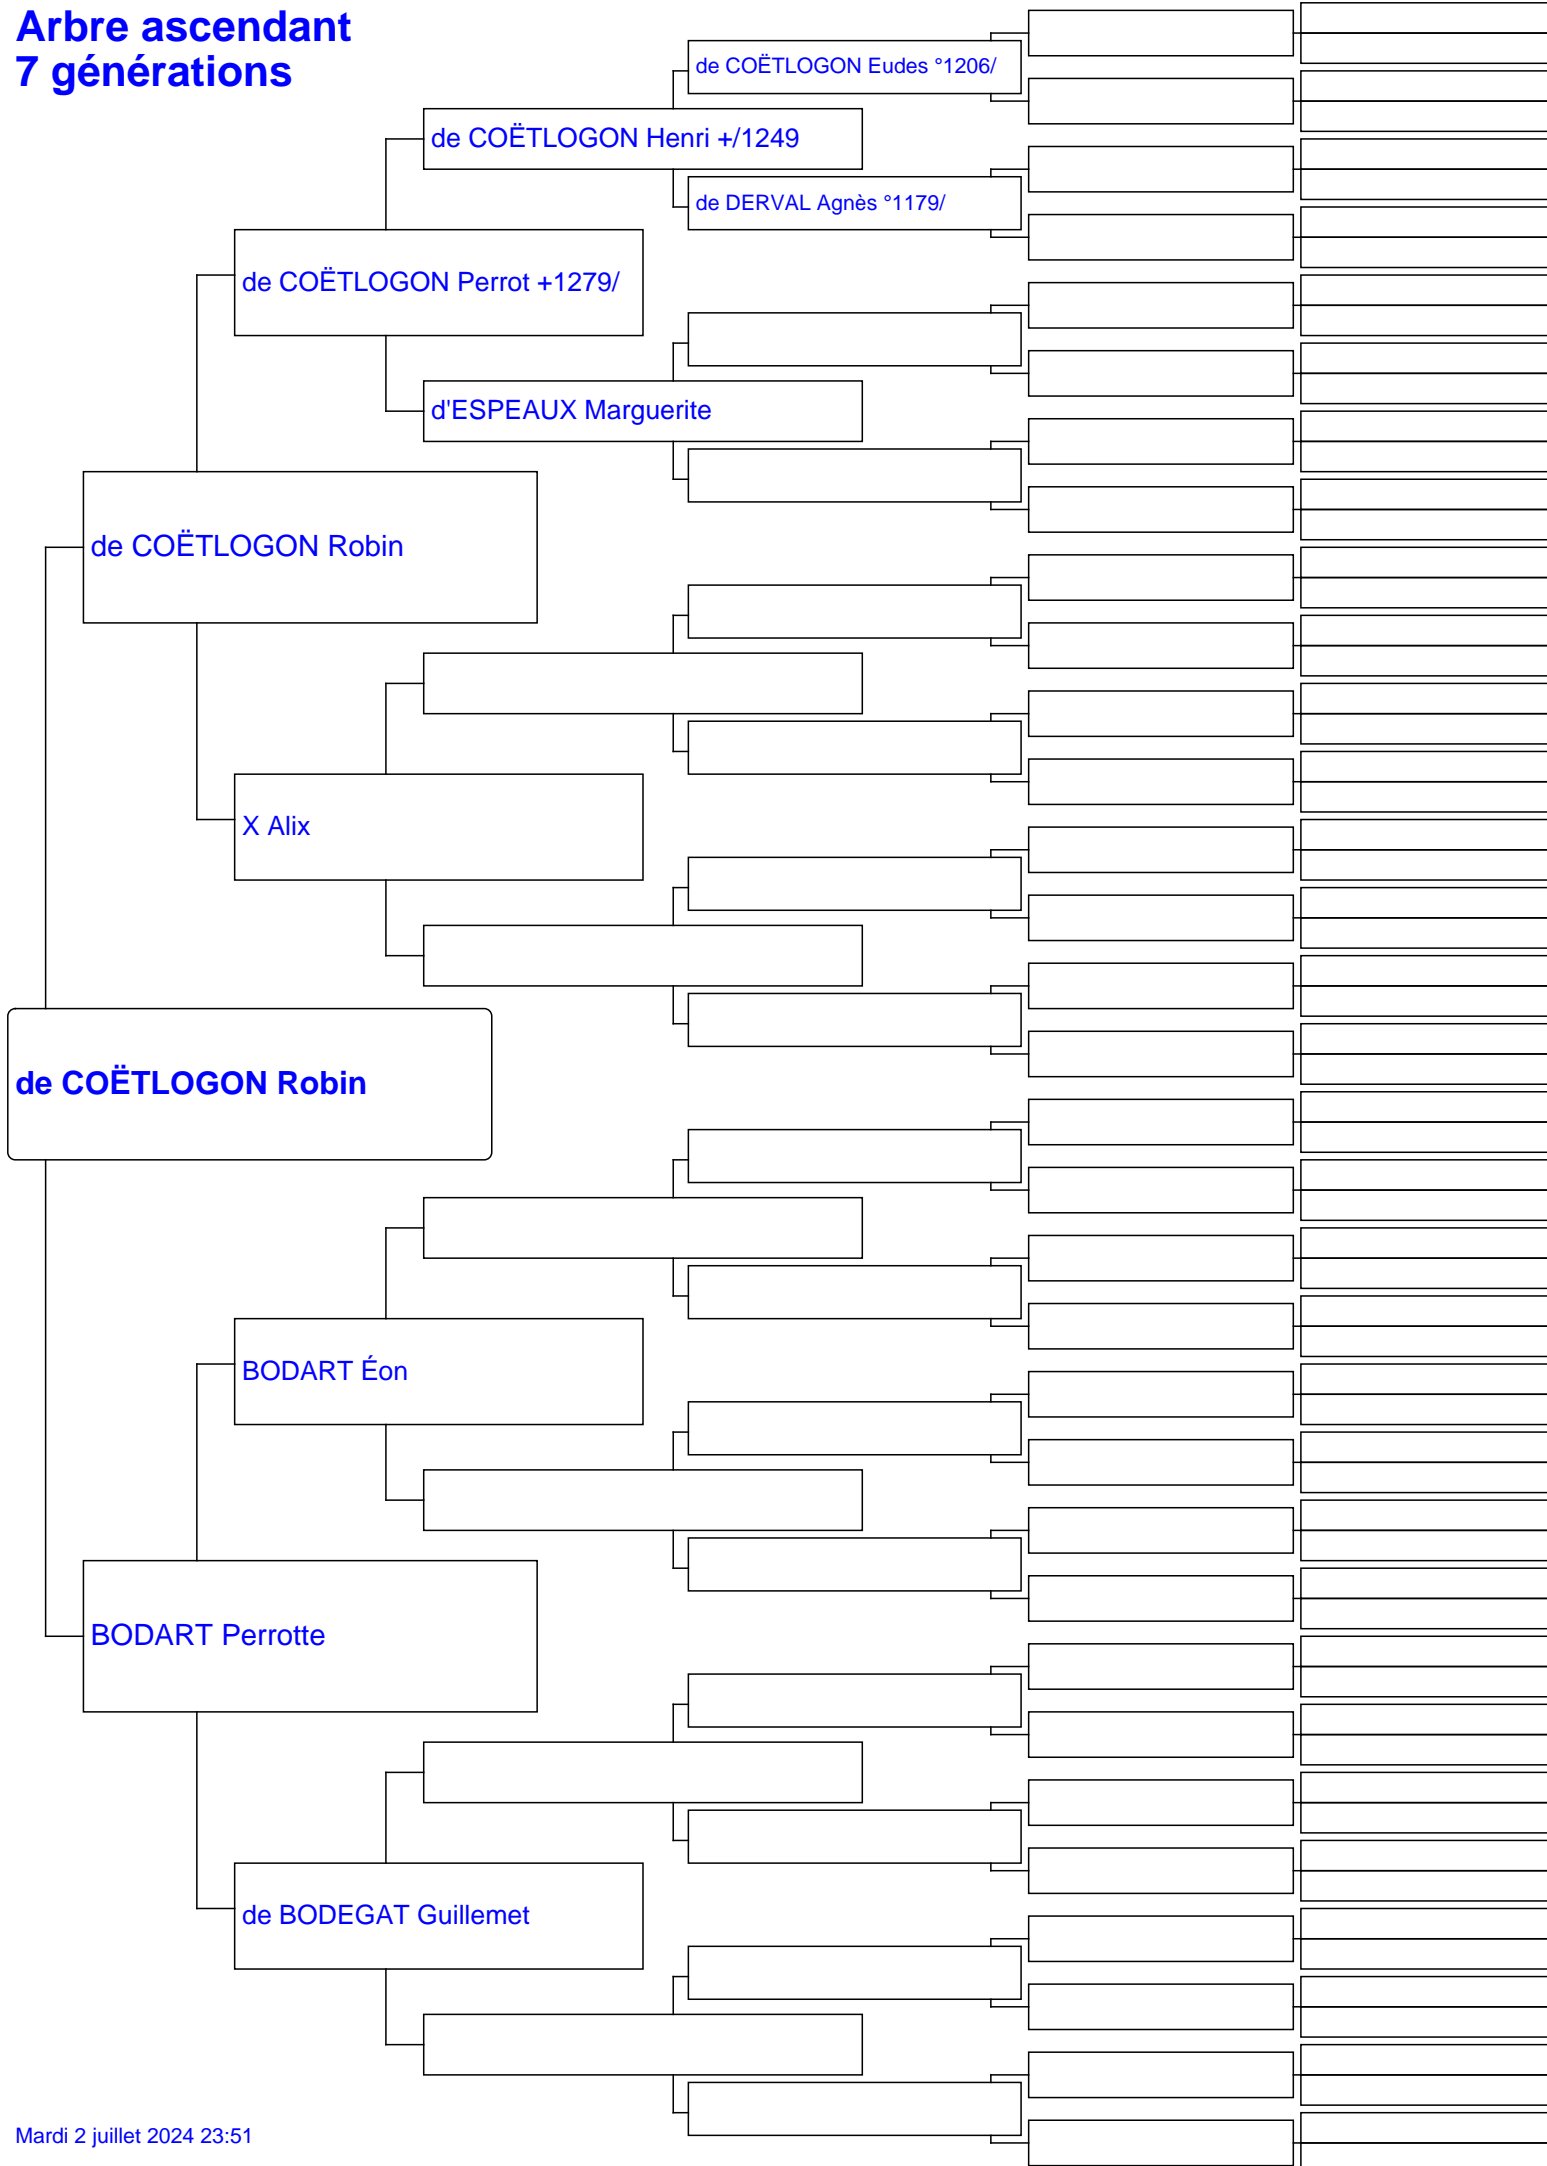 Arbre ascendant
7 générations
de COËTLOGON Eudes °1206/
de COËTLOGON Henri +/1249
de DERVAL Agnès °1179/
de COËTLOGON Perrot +1279/
d'ESPEAUX Marguerite
de COËTLOGON Robin
X Alix
de COËTLOGON Robin
BODART Éon
BODART Perrotte
de BODEGAT Guillemet
Mardi 2 juillet 2024 23:51